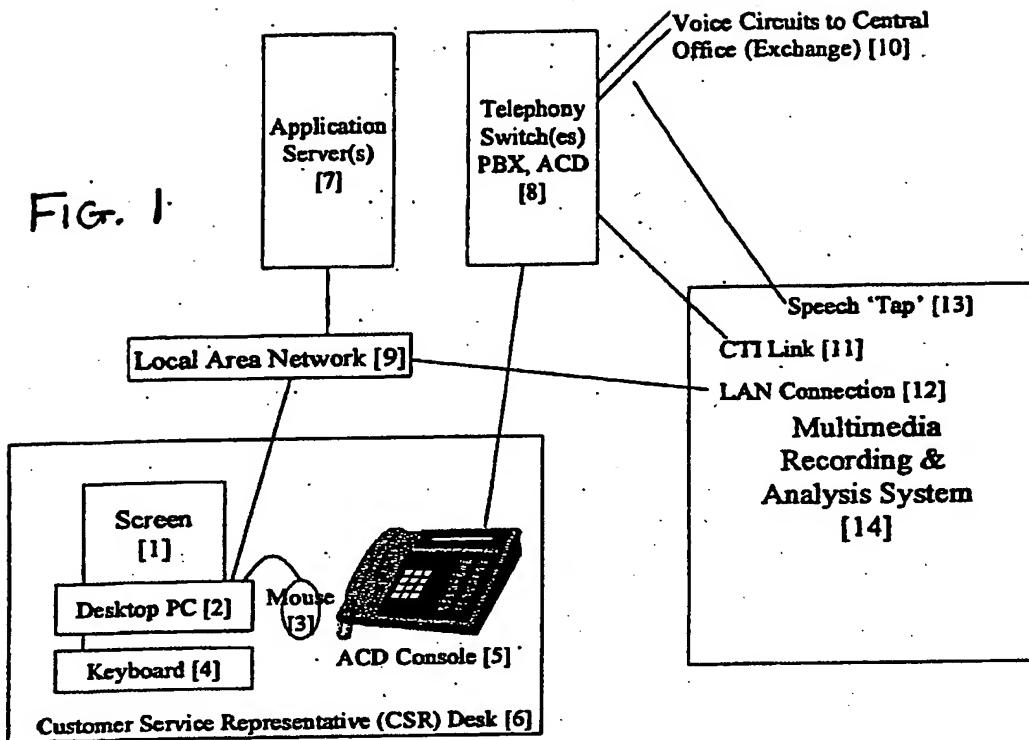 Voice Circuits to Central
Office (Exchange) [10]
Application
Server(s)
[7]
Telephony
Switch(es)
PBX, ACD
[8]
FIG. 1
Speech ‘Tap’ [13]
CTI Link [11]
Local Area Network [9]
LAN Connection [12]
Multimedia
Recording &
Analysis System
[14]
Screen
[1]
Desktop PC [2]
Mouse
[3]
Keyboard [4]
ACD Console [5]
Customer Service Representative (CSR) Desk [6]